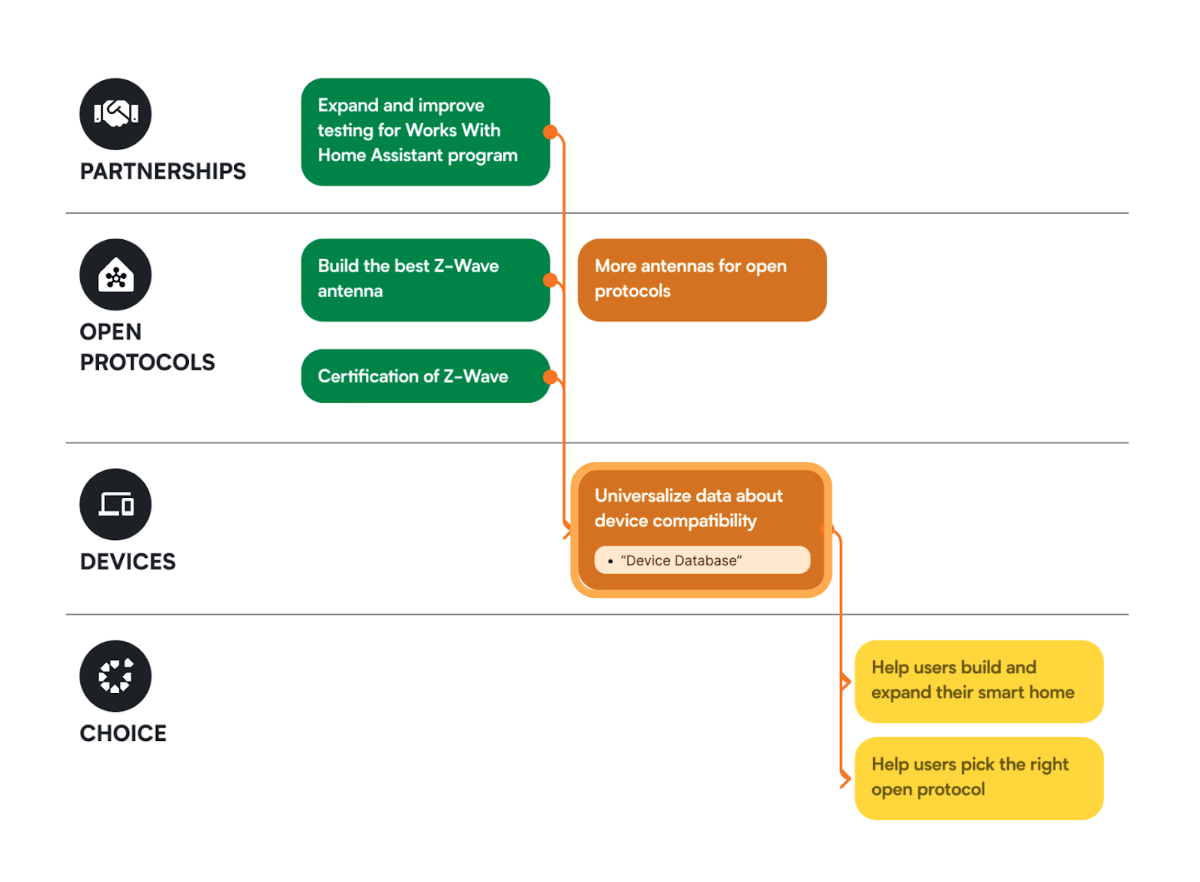 PARTNERSHIPS
Expand and improve
testing for Works With
Home Assistant program
OPEN
PROTOCOLS
Build the best Z-Wave
antenna
More antennas for open
protocols
Certification of Z-Wave
DEVICES
Universalize data about
device compatibility
• “Device Database”
CHOICE
Help users build and
expand their smart home
Help users pick the right
open protocol